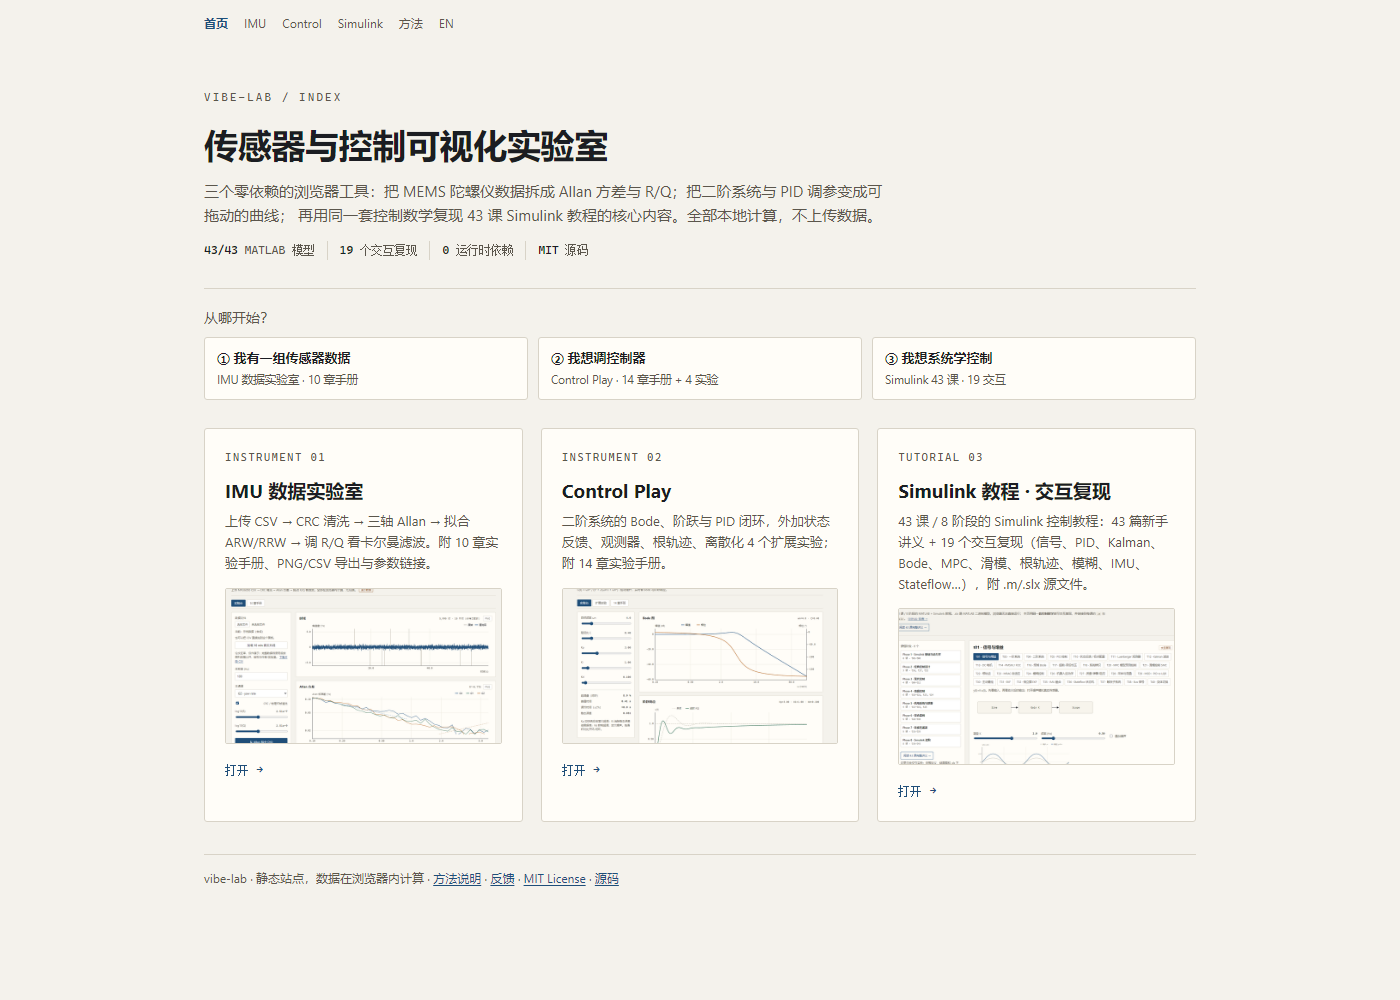 首页 IMU Control Simulink 方法 EN
VIBE-LAB / INDEX
传感器与控制可视化实验室
三个零依赖的浏览器工具：把 MEMS 陀螺仪数据拆成 Allan 方差与 R/Q；把二阶系统与 PID 调参变成可
拖动的曲线； 再用同一套控制数学复现 43 课 Simulink 教程的核心内容。全部本地计算，不上传数据。
43/43 MATLAB 模型 19 个交互复现 0 运行时依赖 MIT 源码
从哪开始？
① 我有一组传感器数据
IMU 数据实验室 · 10 章手册
② 我想调控制器
Control Play · 14 章手册 + 4 实验
③ 我想系统学控制
Simulink 43 课 · 19 交互
INSTRUMENT 01
IMU 数据实验室
上传 CSV → CRC 清洗 → 三轴 Allan → 拟合
ARW/RRW → 调 R/Q 看卡尔曼滤波。附 10 章实
验手册、PNG/CSV 导出与参数链接。
打开 →
INSTRUMENT 02
Control Play
二阶系统的 Bode、阶跃与 PID 闭环，外加状态
反馈、观测器、根轨迹、离散化 4 个扩展实验；
附 14 章实验手册。
打开 →
TUTORIAL 03
Simulink 教程 · 交互复现
43 课 / 8 阶段的 Simulink 控制教程：43 篇新手
讲义 + 19 个交互复现（信号、PID、Kalman、
Bode、MPC、滑模、根轨迹、模糊、IMU、
Stateflow…），附 .m/.slx 源文件。
打开 →
vibe-lab · 静态站点，数据在浏览器内计算 · 方法说明 · 反馈 · MIT License · 源码